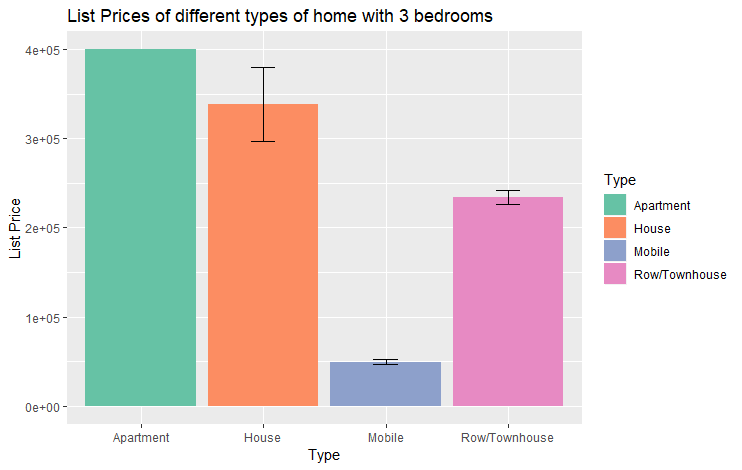 List Prices of different types of home with 3 bedrooms
List Price
4e+05
3e+05
2e+05
1e+05
0e+00
Apartment House Mobile Row/Townhouse
Type
Type
Apartment
House
Mobile
Row/Townhouse